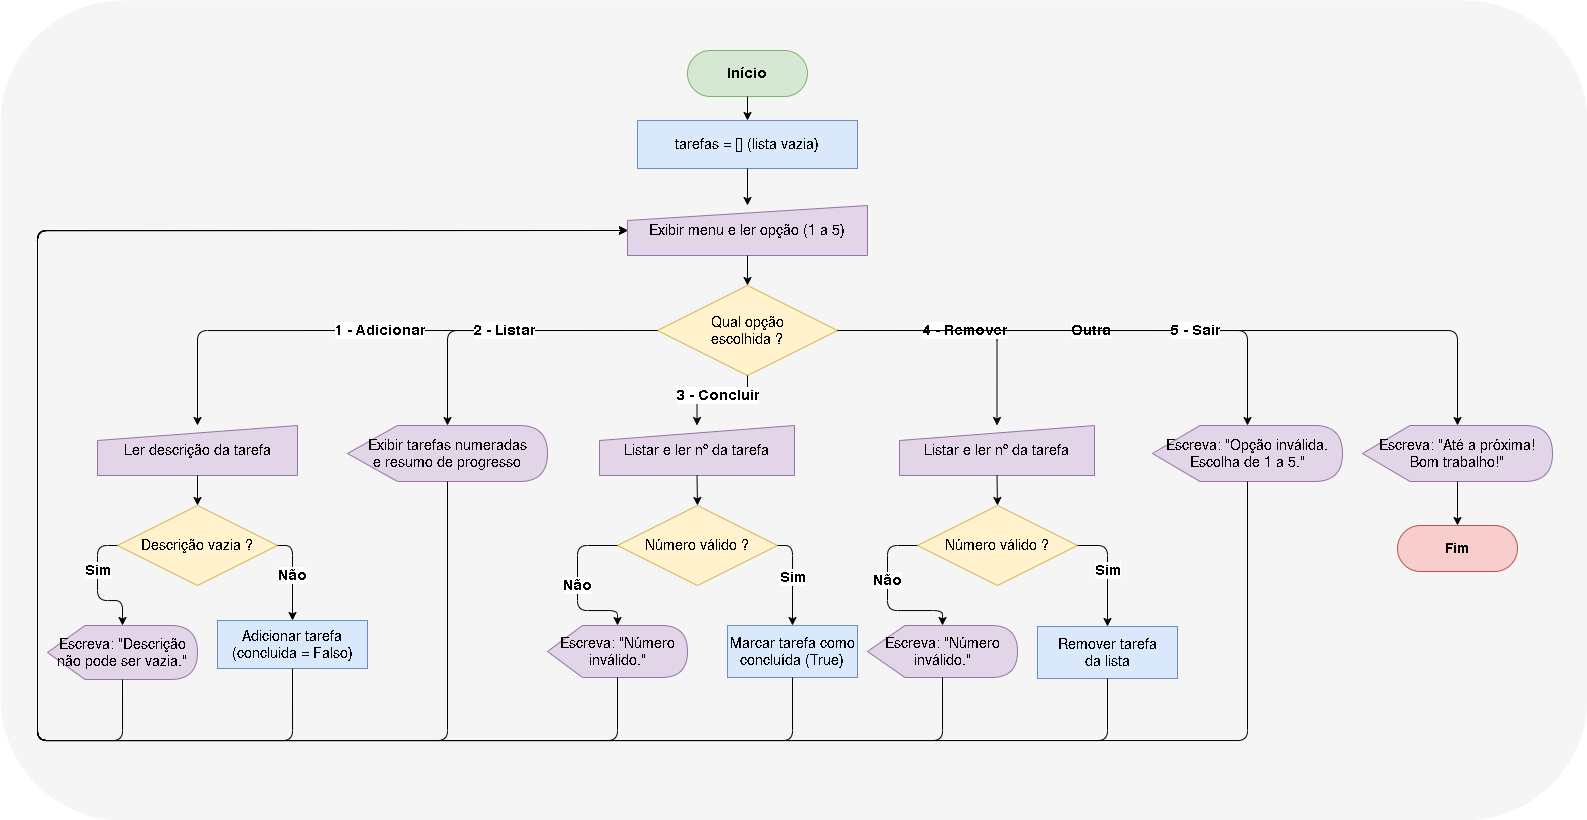 Início
tarefas = [] (lista vazia)
Exibir menu e ler opção (1 a 5)
Qual opção
escolhida ?
1 - Adicionar
2 - Listar
4 - Remover
Outra
5 - Sair
3 - Concluir
Ler descrição da tarefa
Exibir tarefas numeradas
e resumo de progresso
Listar e ler nº da tarefa
Listar e ler nº da tarefa
Escreva: "Opção inválida.
Escolha de 1 a 5."
Escreva: "Até a próxima!
Bom trabalho!"
Descrição vazia ?
Número válido ?
Número válido ?
Fim
Sim
Não
Não
Sim
Não
Sim
Escreva: "Descrição
não pode ser vazia."
Adicionar tarefa
(concluida = Falso)
Escreva: "Número
inválido."
Marcar tarefa como
concluída (True)
Escreva: "Número
inválido."
Remover tarefa
da lista